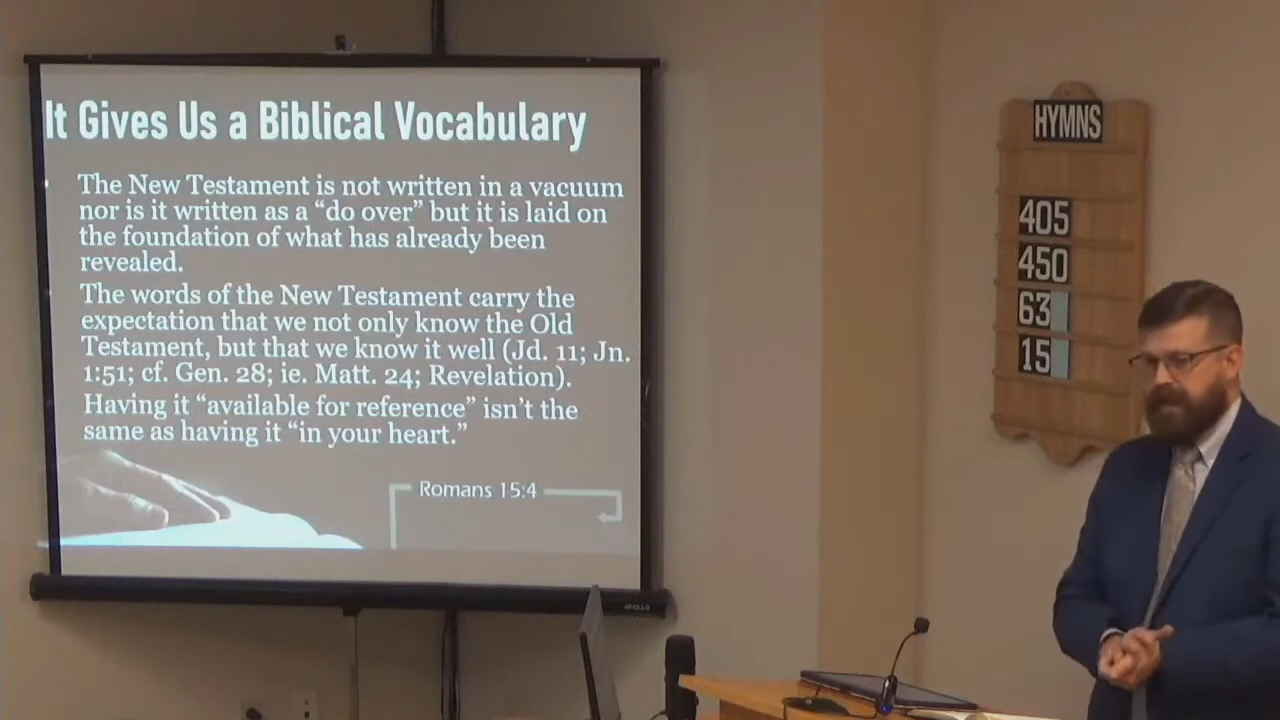 It Gives Us a Biblical Vocabulary
The New Testament is not written in a vacuum
nor is it written as a “do over” but it is laid on
the foundation of what has already been
revealed.
The words of the New Testament carry the
expectation that we not only know the Old
Testament, but that we know it well (Jd. 11; Jn.
1:51; cf. Gen. 28; ie. Matt. 24; Revelation).
Having it “available for reference” isn’t the
same as having it “in your heart.”
Romans 15:4
APOLLO
HYMNS
405
450
63
15